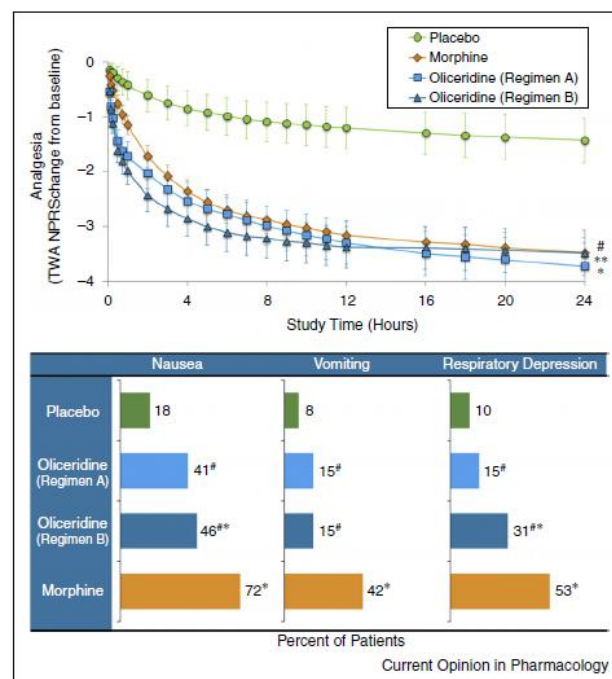 Placebo
Morphine
Oliceridine (Regimen A)
Oliceridine (Regimen B)
Analgesia
(TWA NPRSchange from baseline)
0
−1
−2
−3
−4
#
**
*
0 4 8 12 16 20 24
Study Time (Hours)
Nausea Vomiting Respiratory Depression
Placebo 18 8 10
Oliceridine
(Regimen A) 41# 15# 15#
Oliceridine
(Regimen B) 46#* 15# 31#*
Morphine 72* 42* 53*
Percent of Patients
Current Opinion in Pharmacology